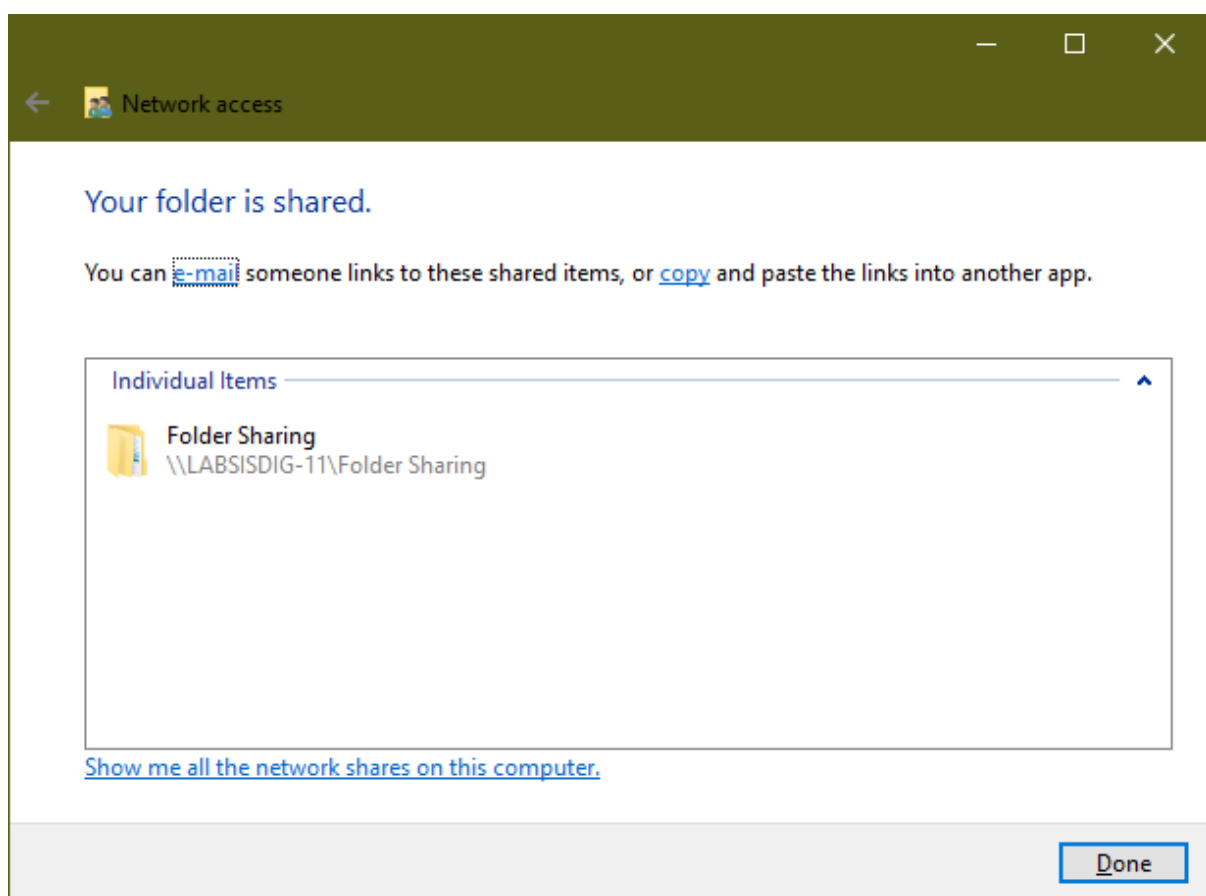 Network access
Your folder is shared.
You can e-mail someone links to these shared items, or copy and paste the links into another app.
Individual Items
Folder Sharing
\\LABSISDIG-11\Folder Sharing
Show me all the network shares on this computer.
Done